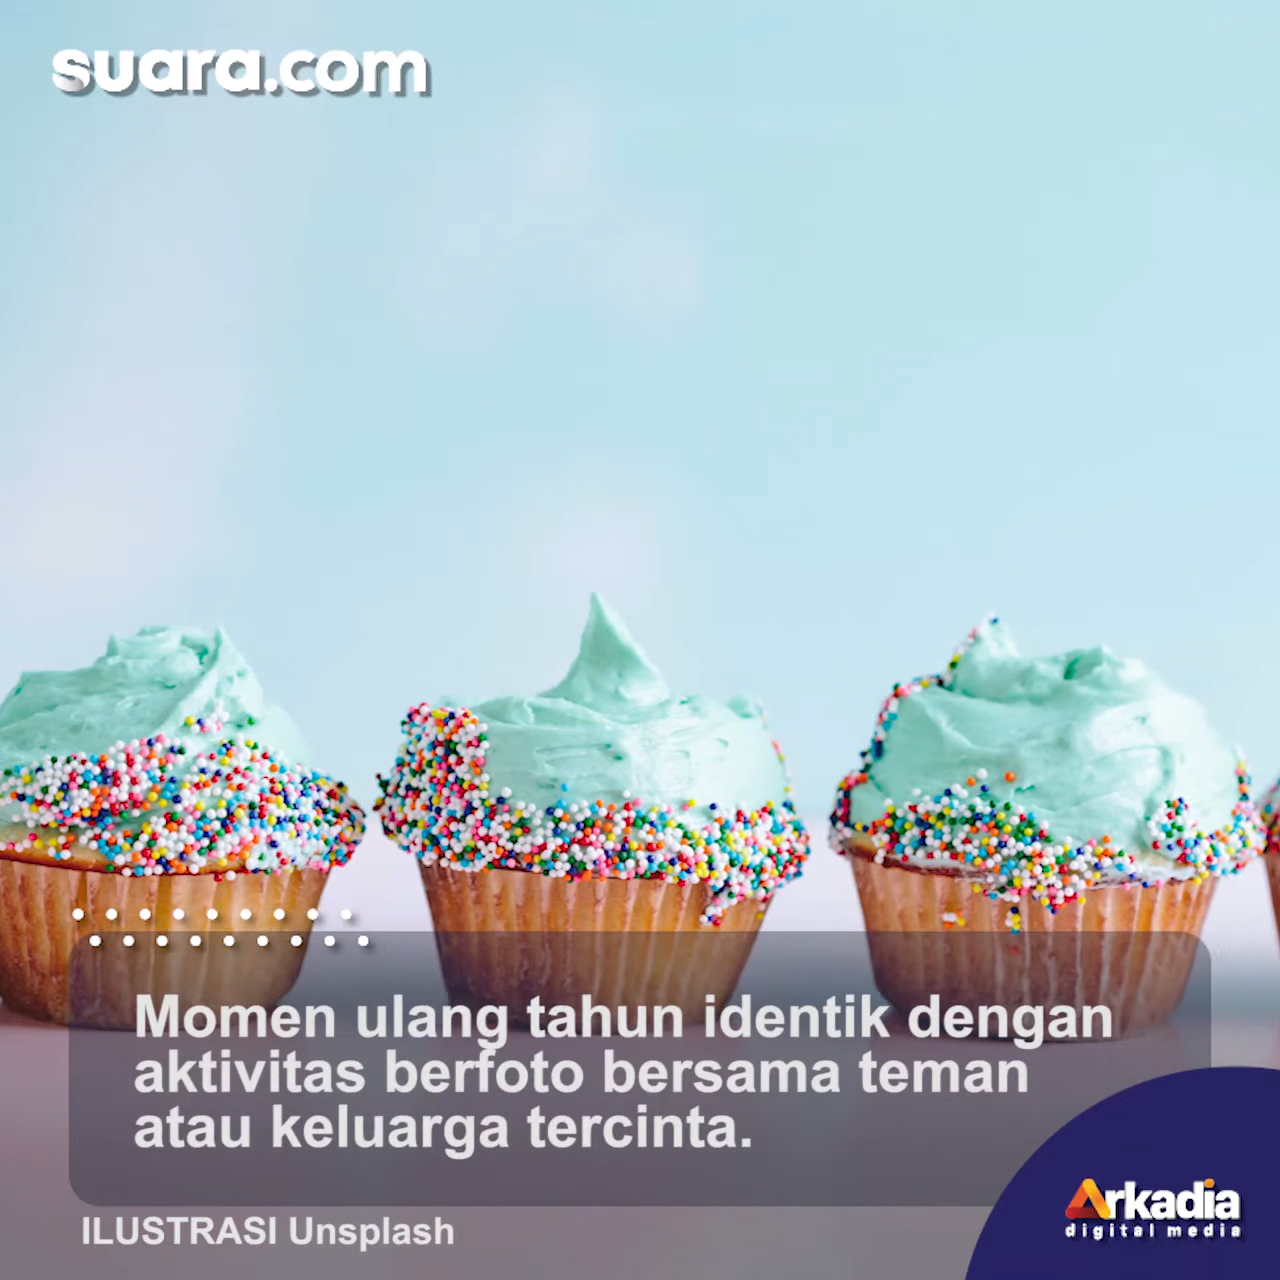 suara.com
Momen ulang tahun identik dengan
aktivitas berfoto bersama teman
atau keluarga tercinta.
ILUSTRASI Unsplash
Arkadia
digital media